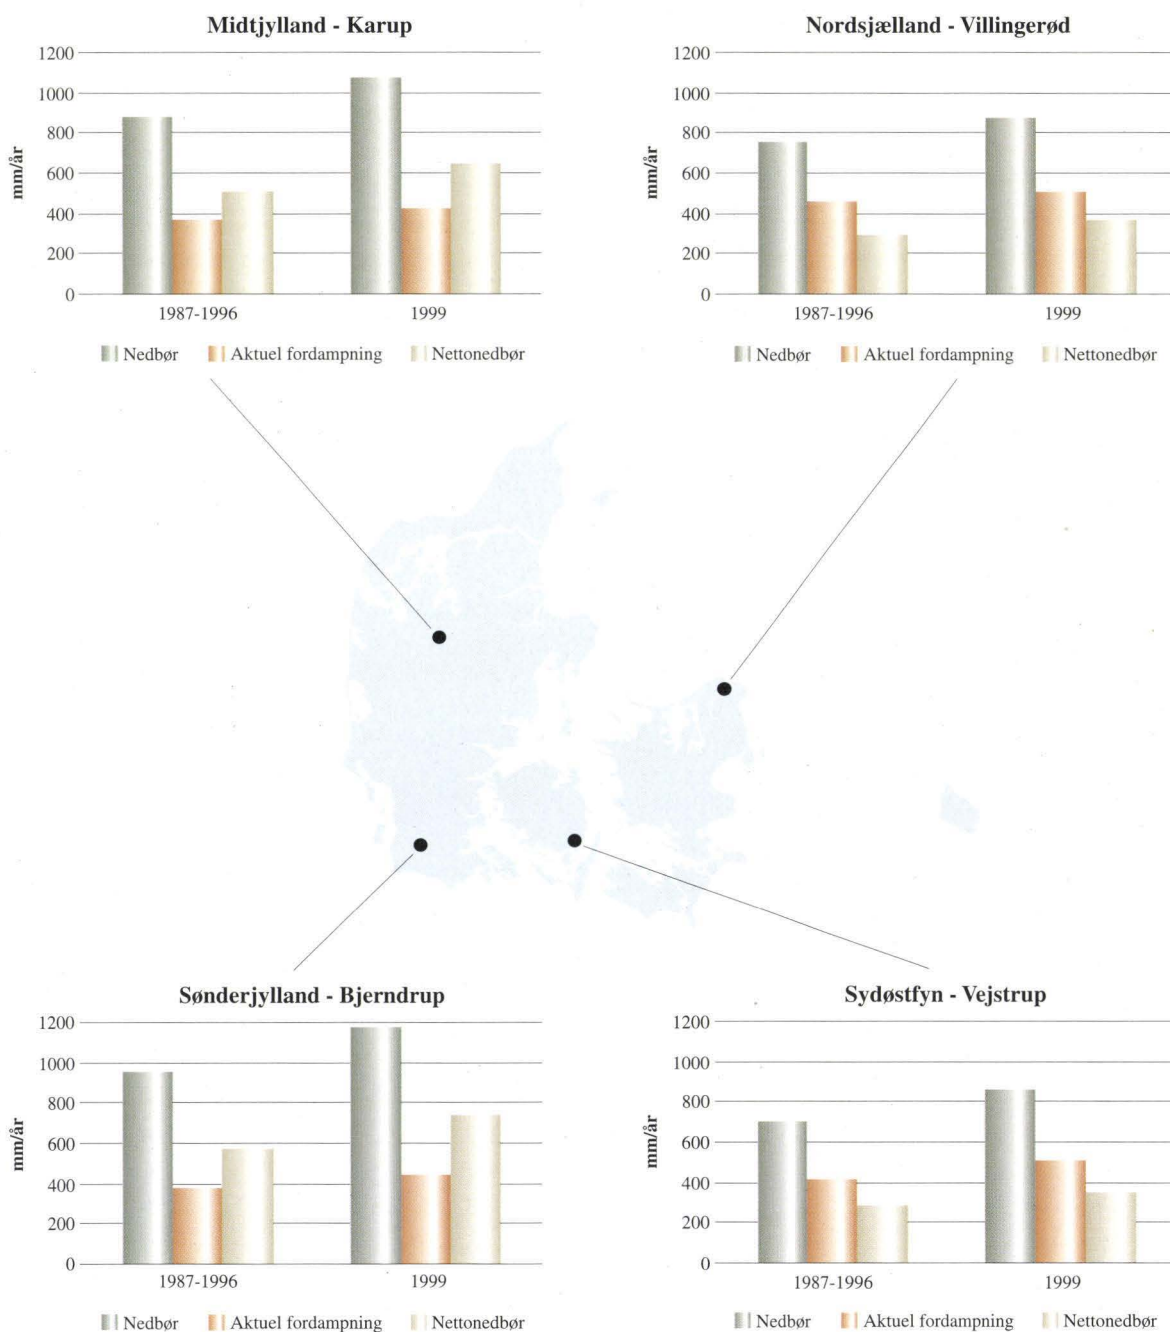 Midtjylland - Karup
1200
1000
800
600
400
200
0
mm/år
1987-1996
1999
Nedbør
Aktuel fordampning
Nettonedbør
Nordsjælland - Villingerød
1200
1000
800
600
400
200
0
mm/år
1987-1996
1999
Nedbør
Aktuel fordampning
Nettonedbør
Sønderjylland - Bjerndrup
1200
1000
800
600
400
200
0
mm/år
1987-1996
1999
Nedbør
Aktuel fordampning
Nettonedbør
Sydøstfyn - Vejstrup
1200
1000
800
600
400
200
0
mm/år
1987-1996
1999
Nedbør
Aktuel fordampning
Nettonedbør